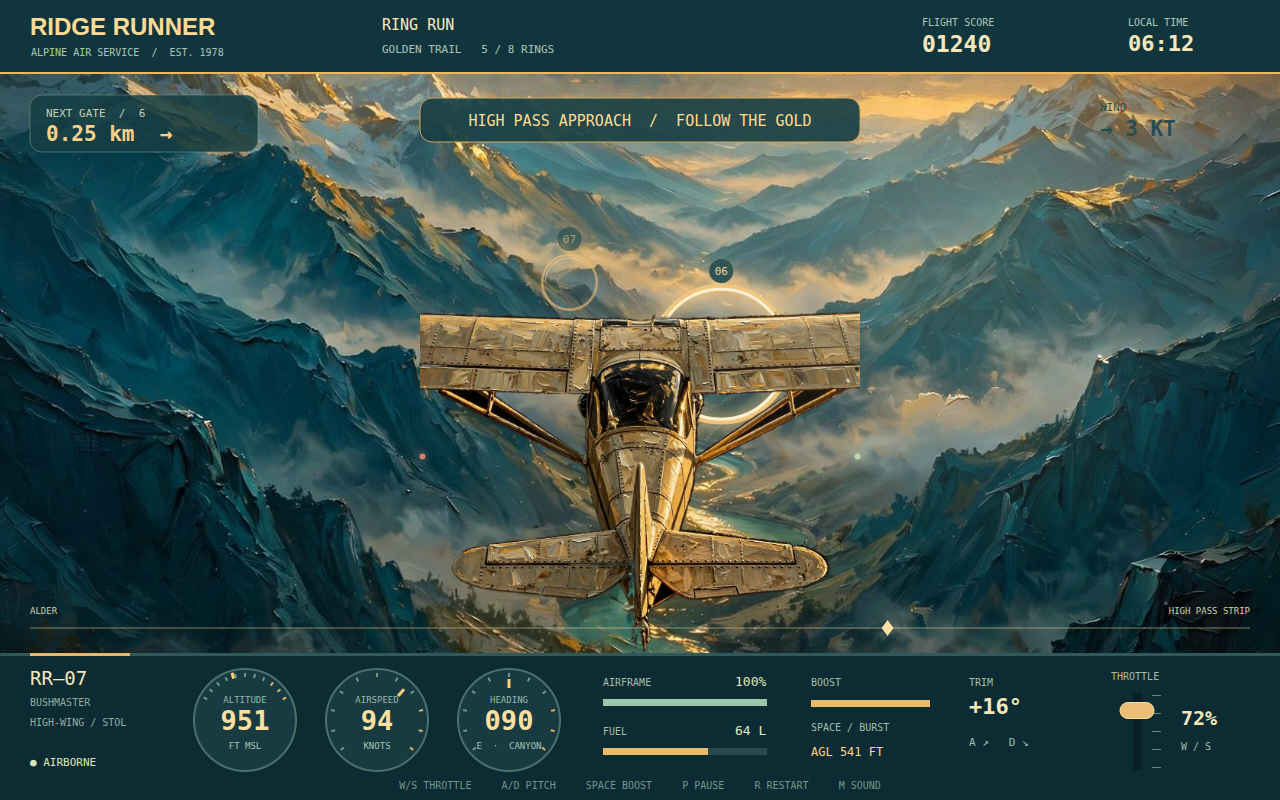 RIDGE RUNNER
ALPINE AIR SERVICE / EST. 1978
RING RUN
GOLDEN TRAIL 5 / 8 RINGS
FLIGHT SCORE
01240
LOCAL TIME
06:12
NEXT GATE / 6
0.25 km →
HIGH PASS APPROACH / FOLLOW THE GOLD
WIND
→ 3 KT
07
06
ALDER
HIGH PASS STRIP
RR—07
BUSHMASTER
HIGH-WING / STOL
● AIRBORNE
ALTITUDE
951
FT MSL
AIRSPEED
94
KNOTS
HEADING
090
E · CANYON
AIRFRAME 100%
FUEL 64 L
BOOST
SPACE / BURST
AGL 541 FT
TRIM
+16°
A ↗ D ↘
THROTTLE
72%
W / S
W/S THROTTLE A/D PITCH SPACE BOOST P PAUSE R RESTART M SOUND